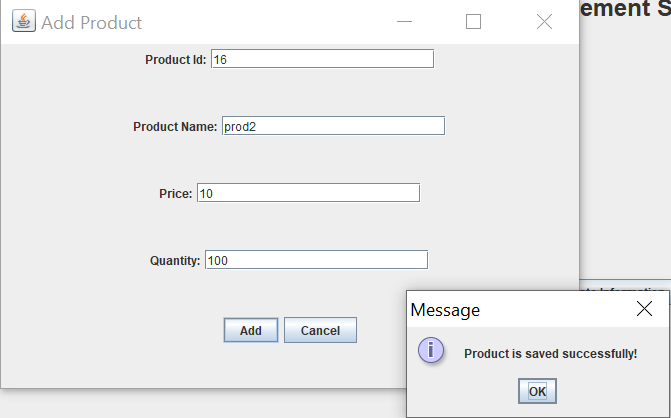 Add Product
ement S
Product Id: 16
Product Name: prod2
Price: 10
Quantity: 100
Add Cancel
Message
Product is saved successfully!
OK